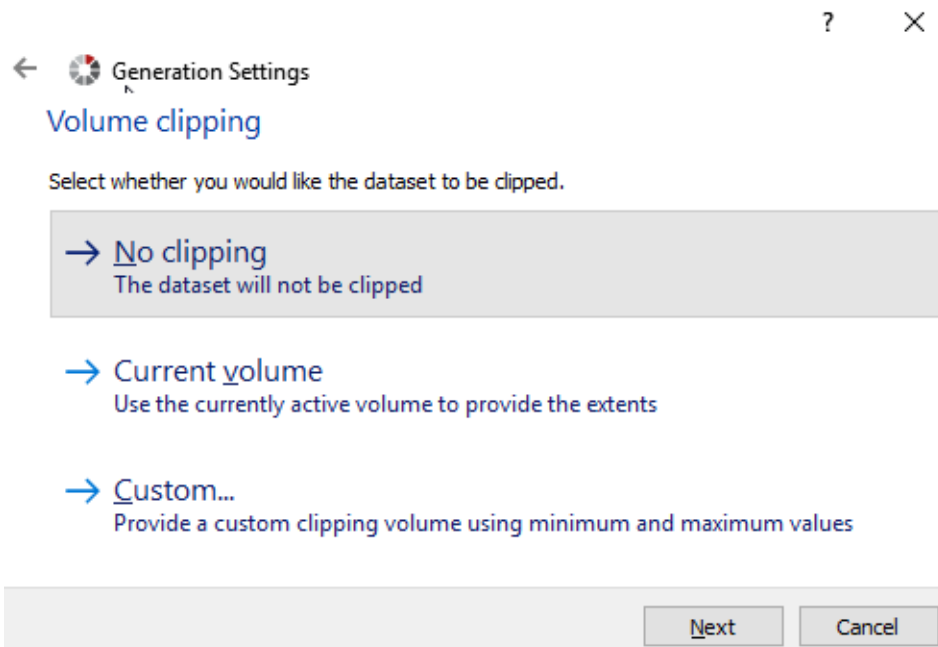 ?
Generation Settings
Volume clipping
Select whether you would like the dataset to be clipped.
No clipping
The dataset will not be clipped
Current volume
Use the currently active volume to provide the extents
Custom...
Provide a custom clipping volume using minimum and maximum values
Next Cancel